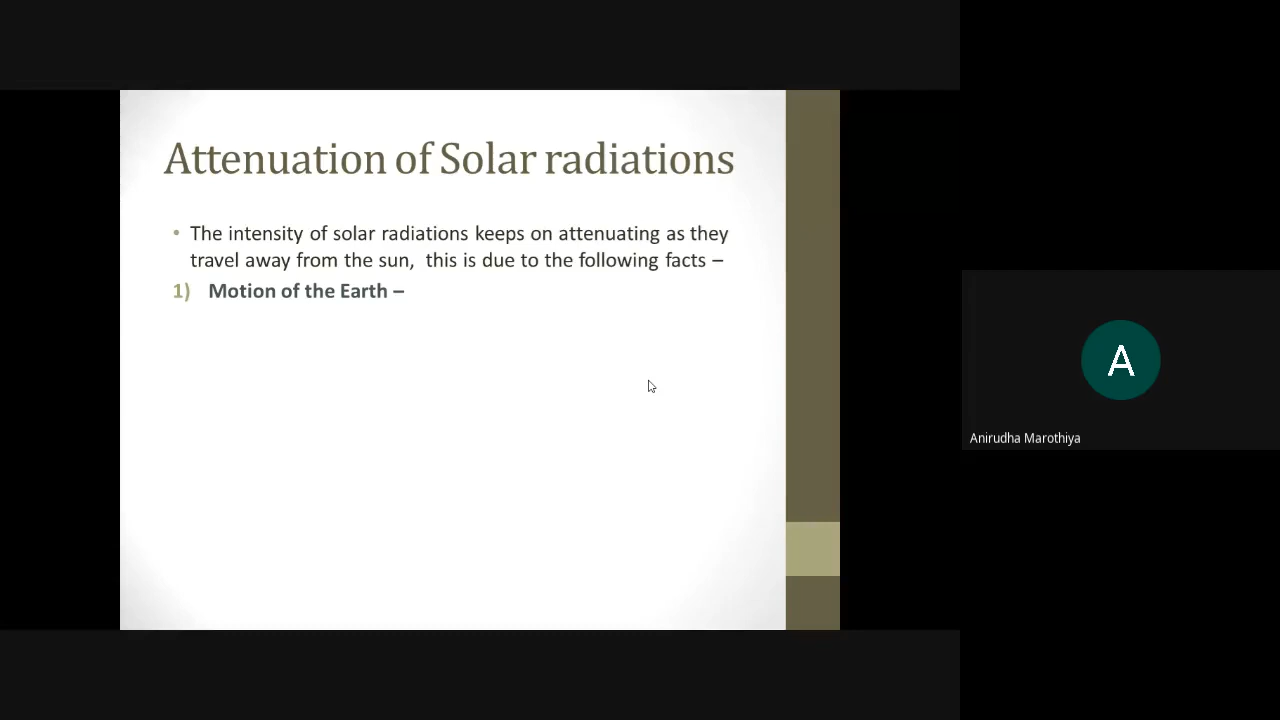 Attenuation of Solar radiations
• The intensity of solar radiations keeps on attenuating as they
travel away from the sun,  this is due to the following facts –
1) Motion of the Earth –
A
Anirudha Marothiya